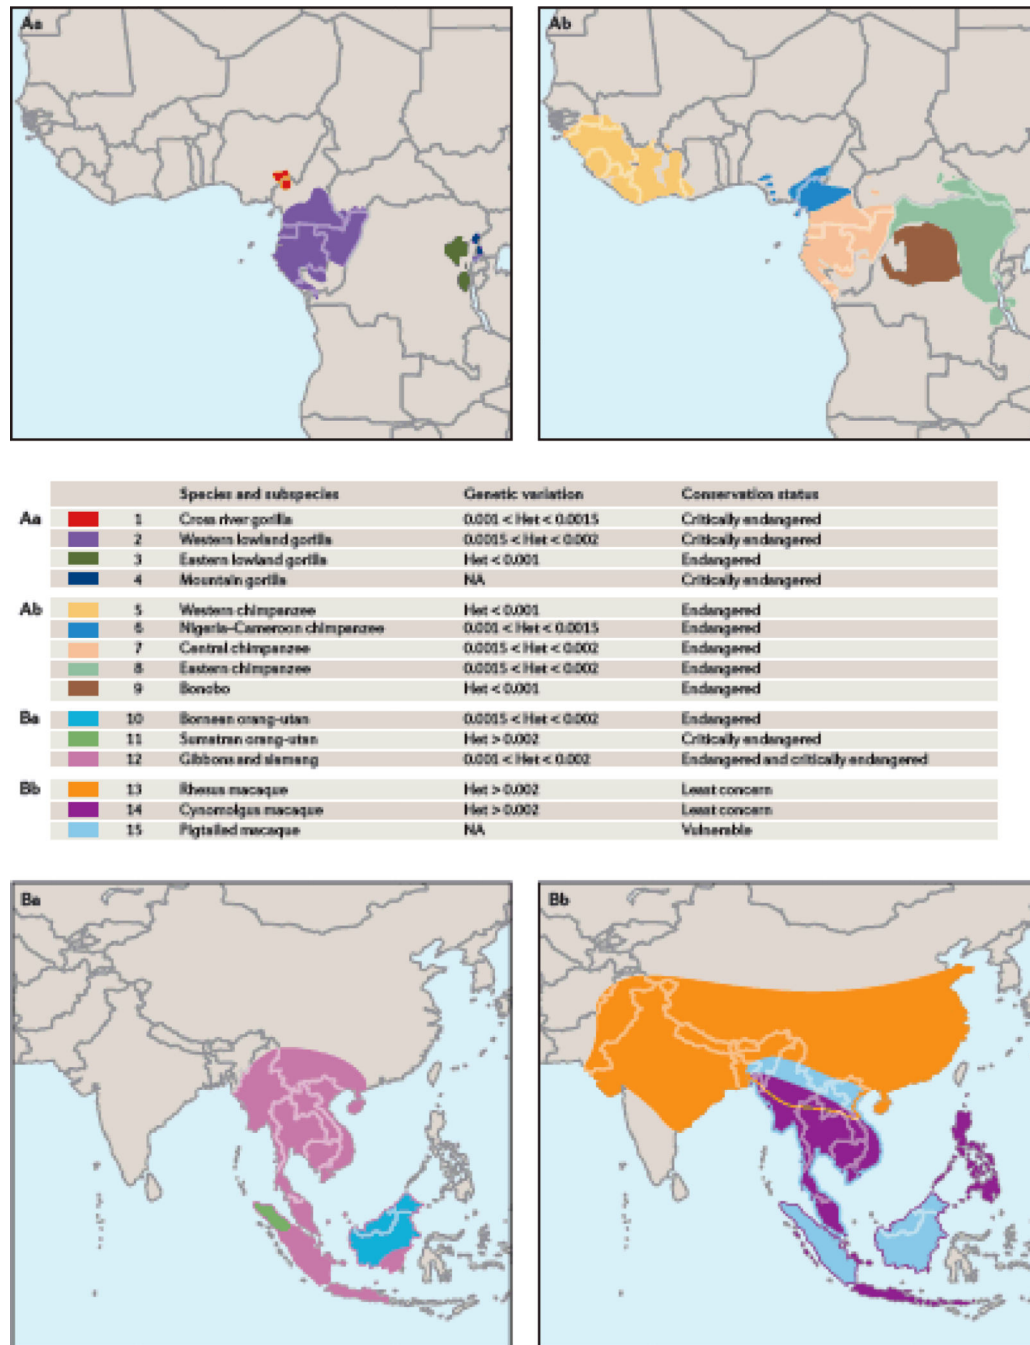 Aa
Ab
Species and subspecies Genetic variation Conservation status
Aa 1 Cross river gorilla 0.001 < Het < 0.0015 Critically endangered
2 Western lowland gorilla 0.0015 < Het < 0.002 Critically endangered
3 Eastern lowland gorilla Het < 0.001 Endangered
4 Mountain gorilla NA Critically endangered
Ab 5 Western chimpanzee Het < 0.001 Endangered
6 Nigeria–Cameroon chimpanzee 0.001 < Het < 0.0015 Endangered
7 Central chimpanzee 0.0015 < Het < 0.002 Endangered
8 Eastern chimpanzee 0.0015 < Het < 0.002 Endangered
9 Bonobo Het < 0.001 Endangered
Ba 10 Bornean orang-utan 0.0015 < Het < 0.002 Endangered
11 Sumatran orang-utan Het > 0.002 Critically endangered
12 Gibbons and siamang 0.001 < Het < 0.002 Endangered and critically endangered
Bb 13 Rhesus macaque Het > 0.002 Least concern
14 Cynomolgus macaque Het > 0.002 Least concern
15 Pigtailed macaque NA Vulnerable
Ba
Bb